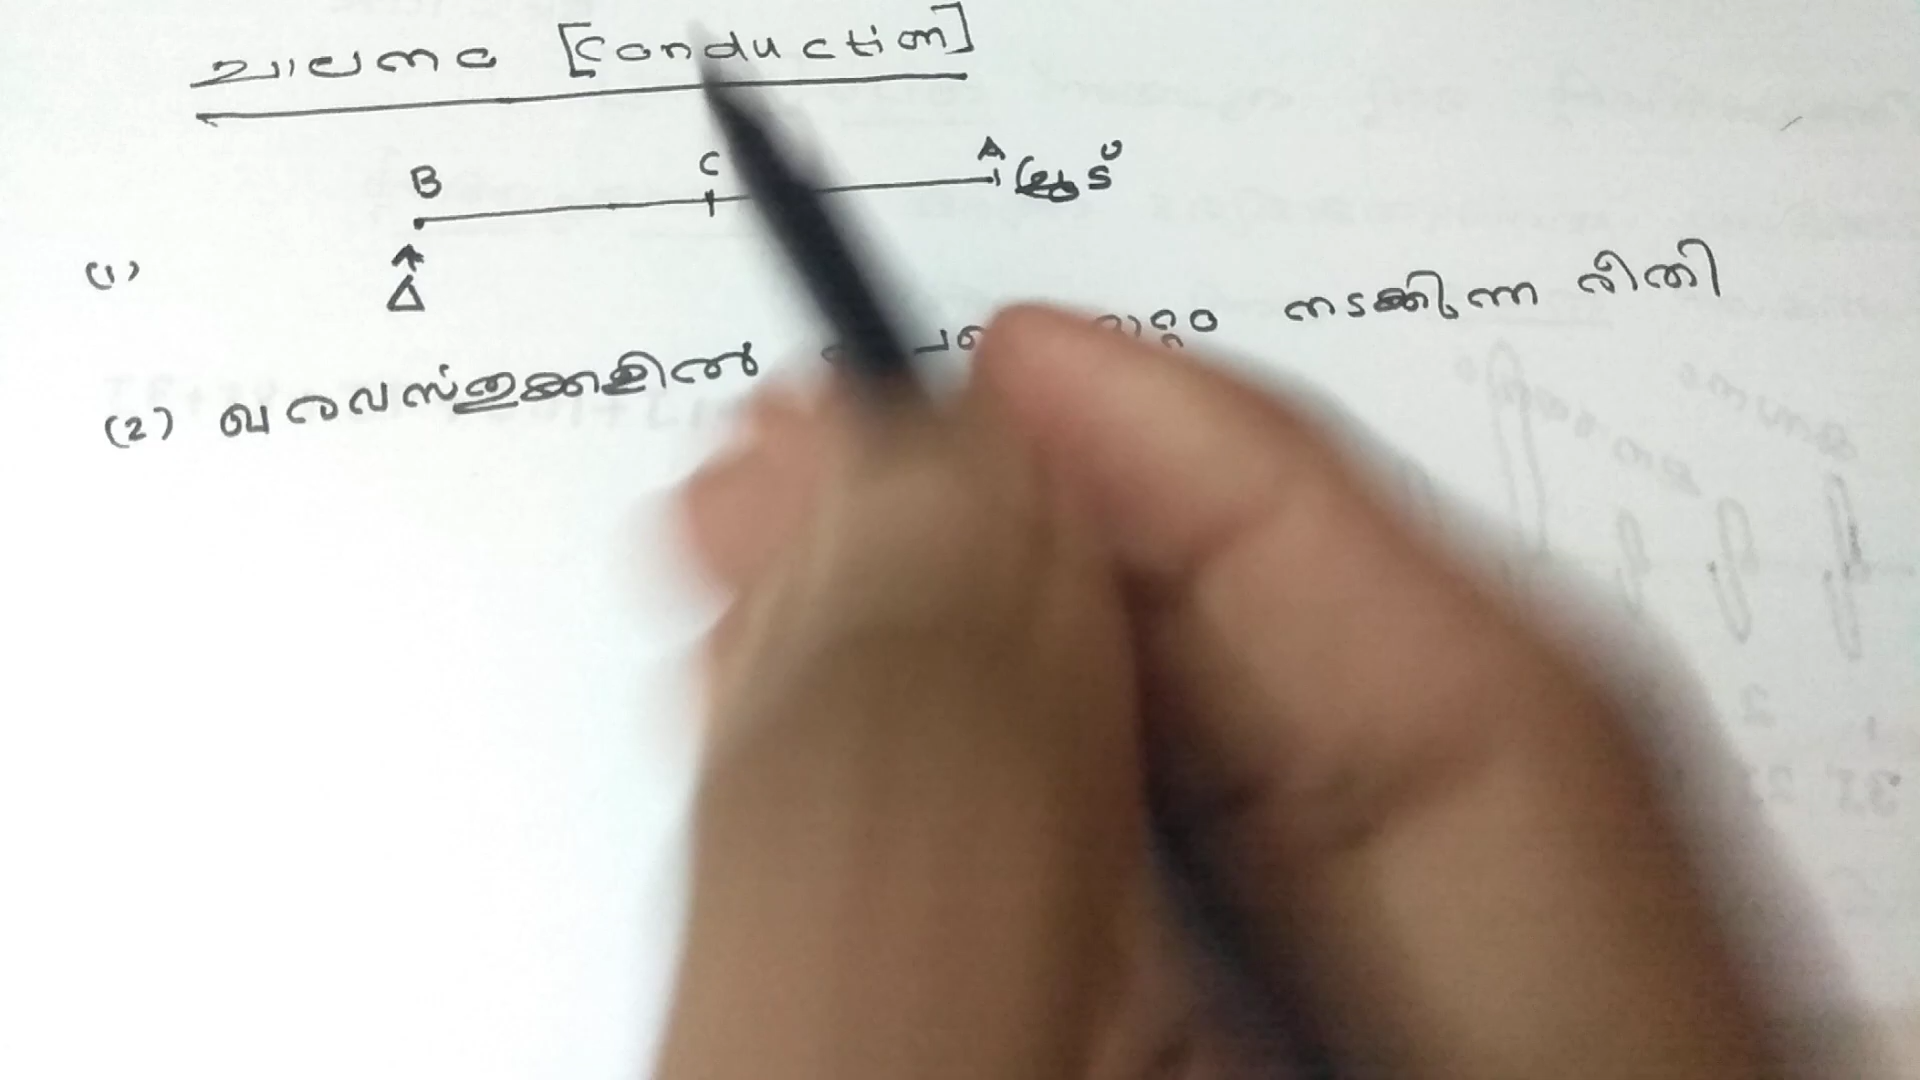 ചാലനം [Conduction]
B C A ചൂട്
(1)
(2) ഖരവസ്തുക്കളിൽ നടക്കുന്ന രീതി